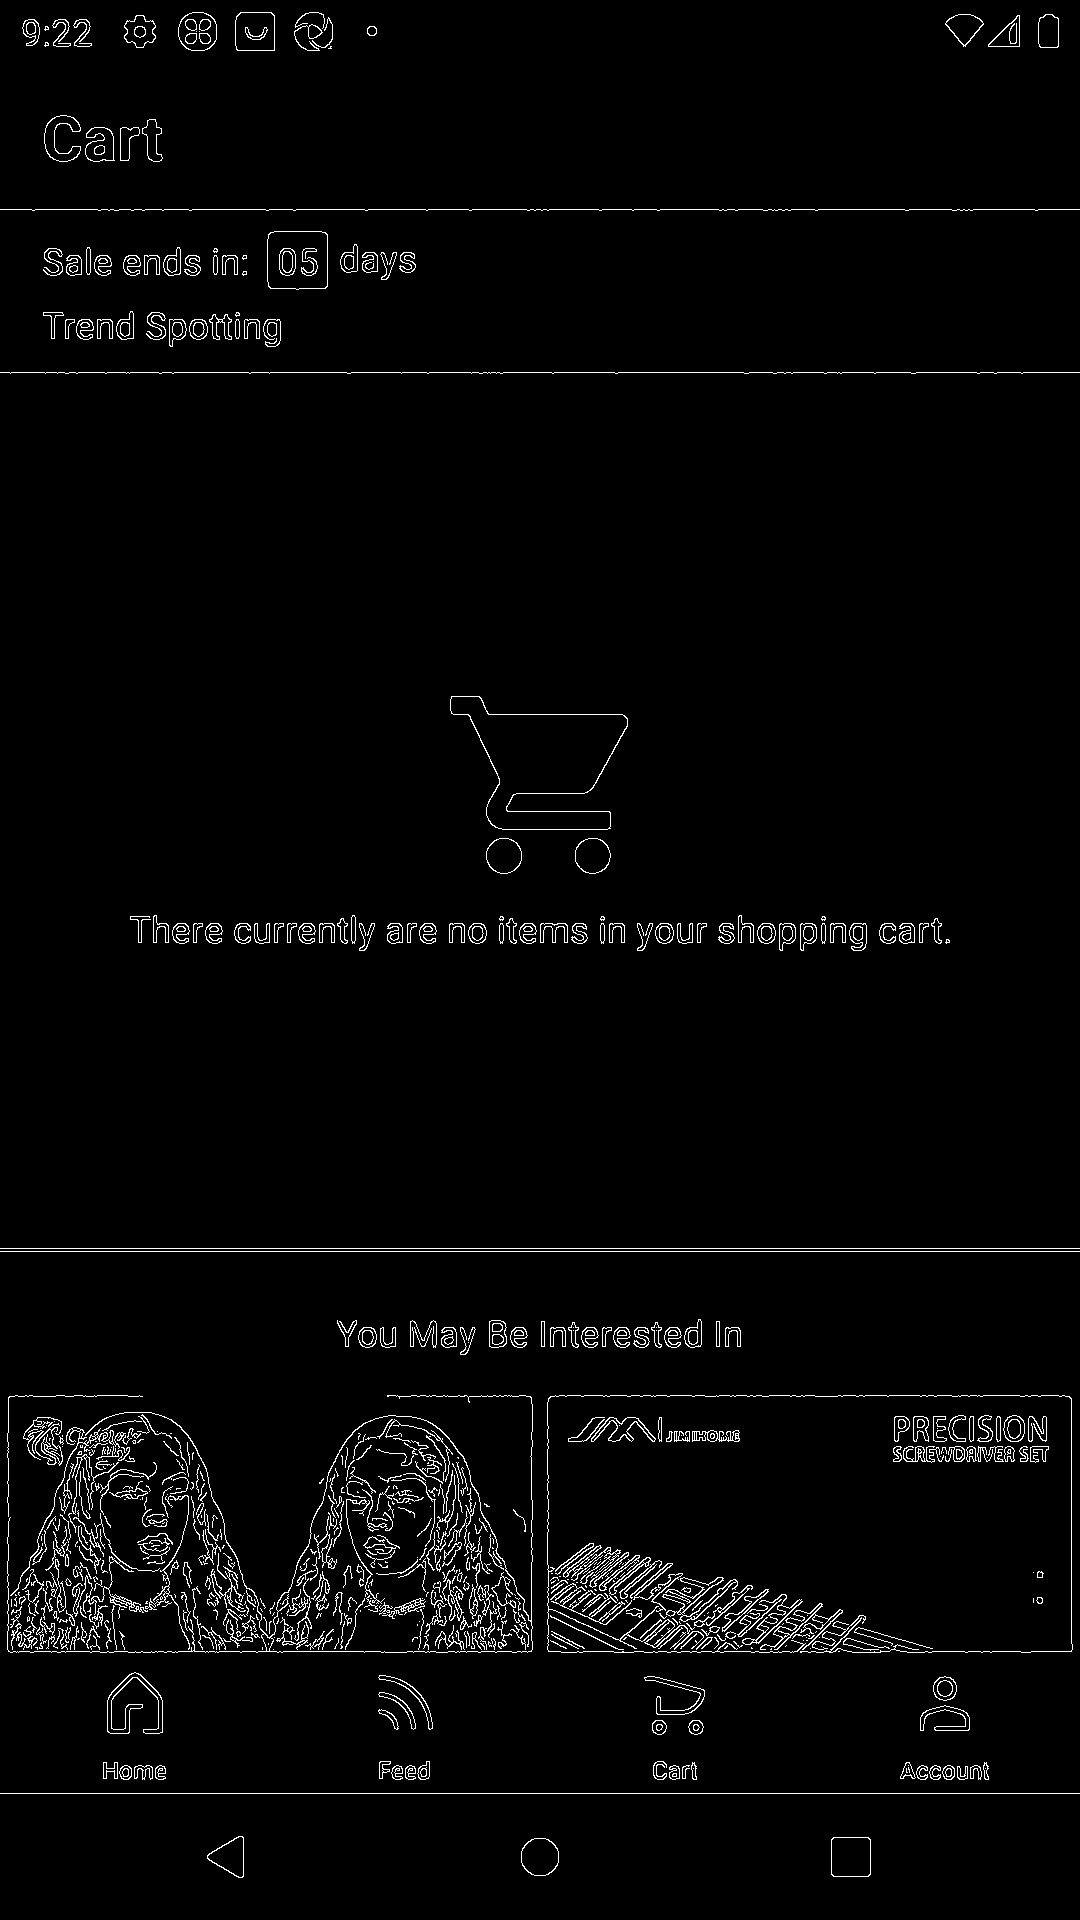 9:22
Cart
Sale ends in: 05 days
Trend Spotting
There currently are no items in your shopping cart.
You May Be Interested In
JIMIHOME
PRECISION
SCREWDRIVER SET
Home
Feed
Cart
Account